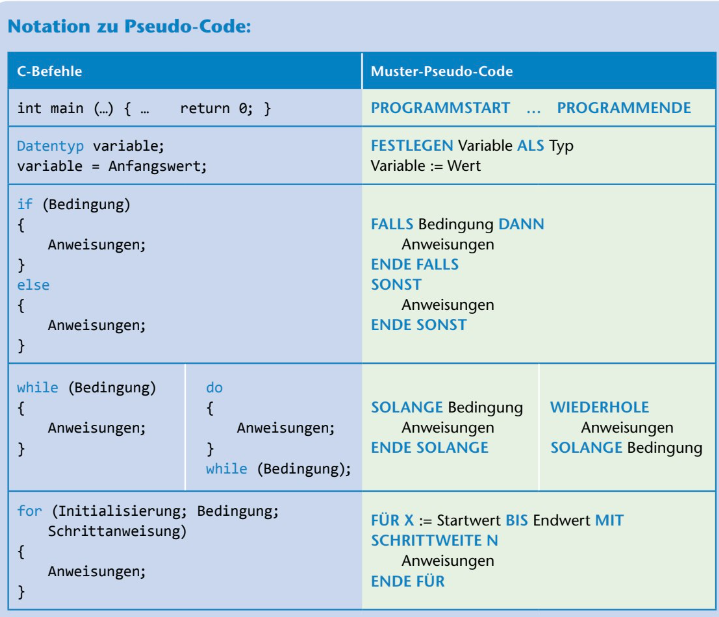 Notation zu Pseudo-Code:
C-Befehle
Muster-Pseudo-Code
int main (…) { … return 0; }
PROGRAMMSTART … PROGRAMMENDE
Datentyp variable;
variable = Anfangswert;
FESTLEGEN Variable ALS Typ
Variable := Wert
if (Bedingung)
{
Anweisungen;
}
else
{
Anweisungen;
}
FALLS Bedingung DANN
Anweisungen
ENDE FALLS
SONST
Anweisungen
ENDE SONST
while (Bedingung)
{
Anweisungen;
}
do
{
Anweisungen;
}
while (Bedingung);
SOLANGE Bedingung
Anweisungen
ENDE SOLANGE
WIEDERHOLE
Anweisungen
SOLANGE Bedingung
for (Initialisierung; Bedingung;
Schrittanweisung)
{
Anweisungen;
}
FÜR X := Startwert BIS Endwert MIT
SCHRITTWEITE N
Anweisungen
ENDE FÜR